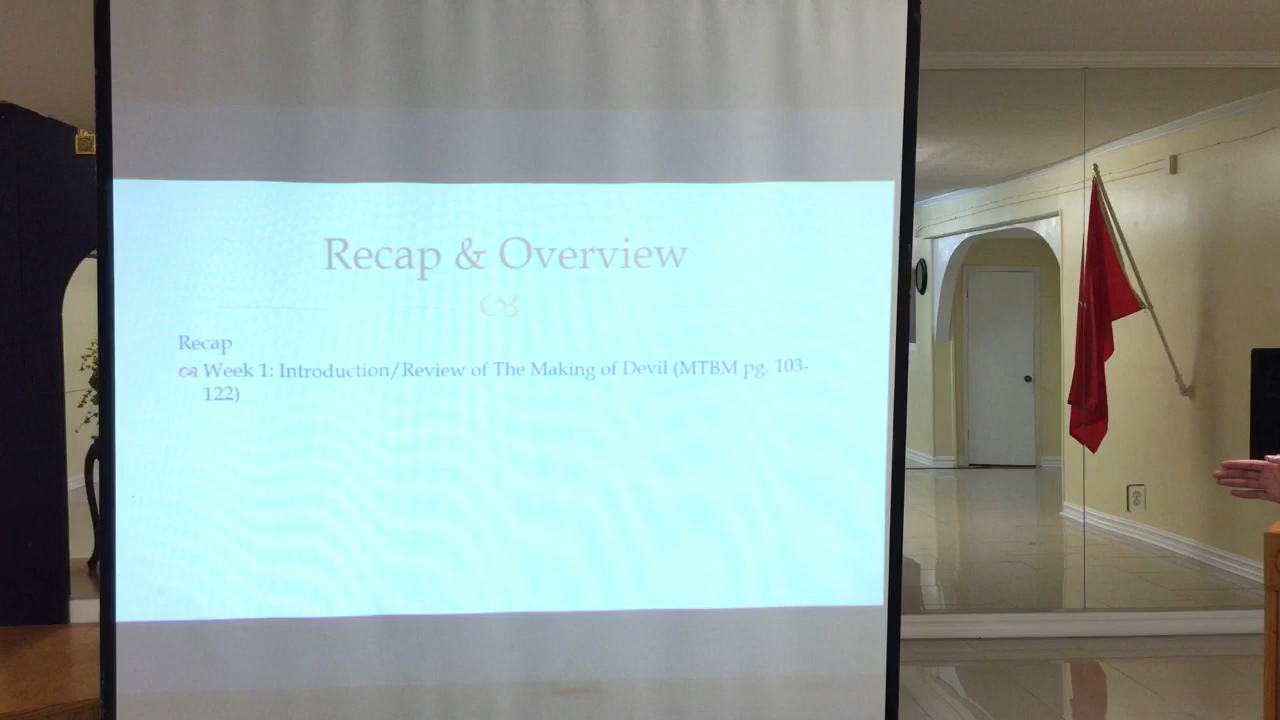 Recap & Overview
Recap
Week 1: Introduction/Review of The Making of Devil (MTBM pg. 103-
122)